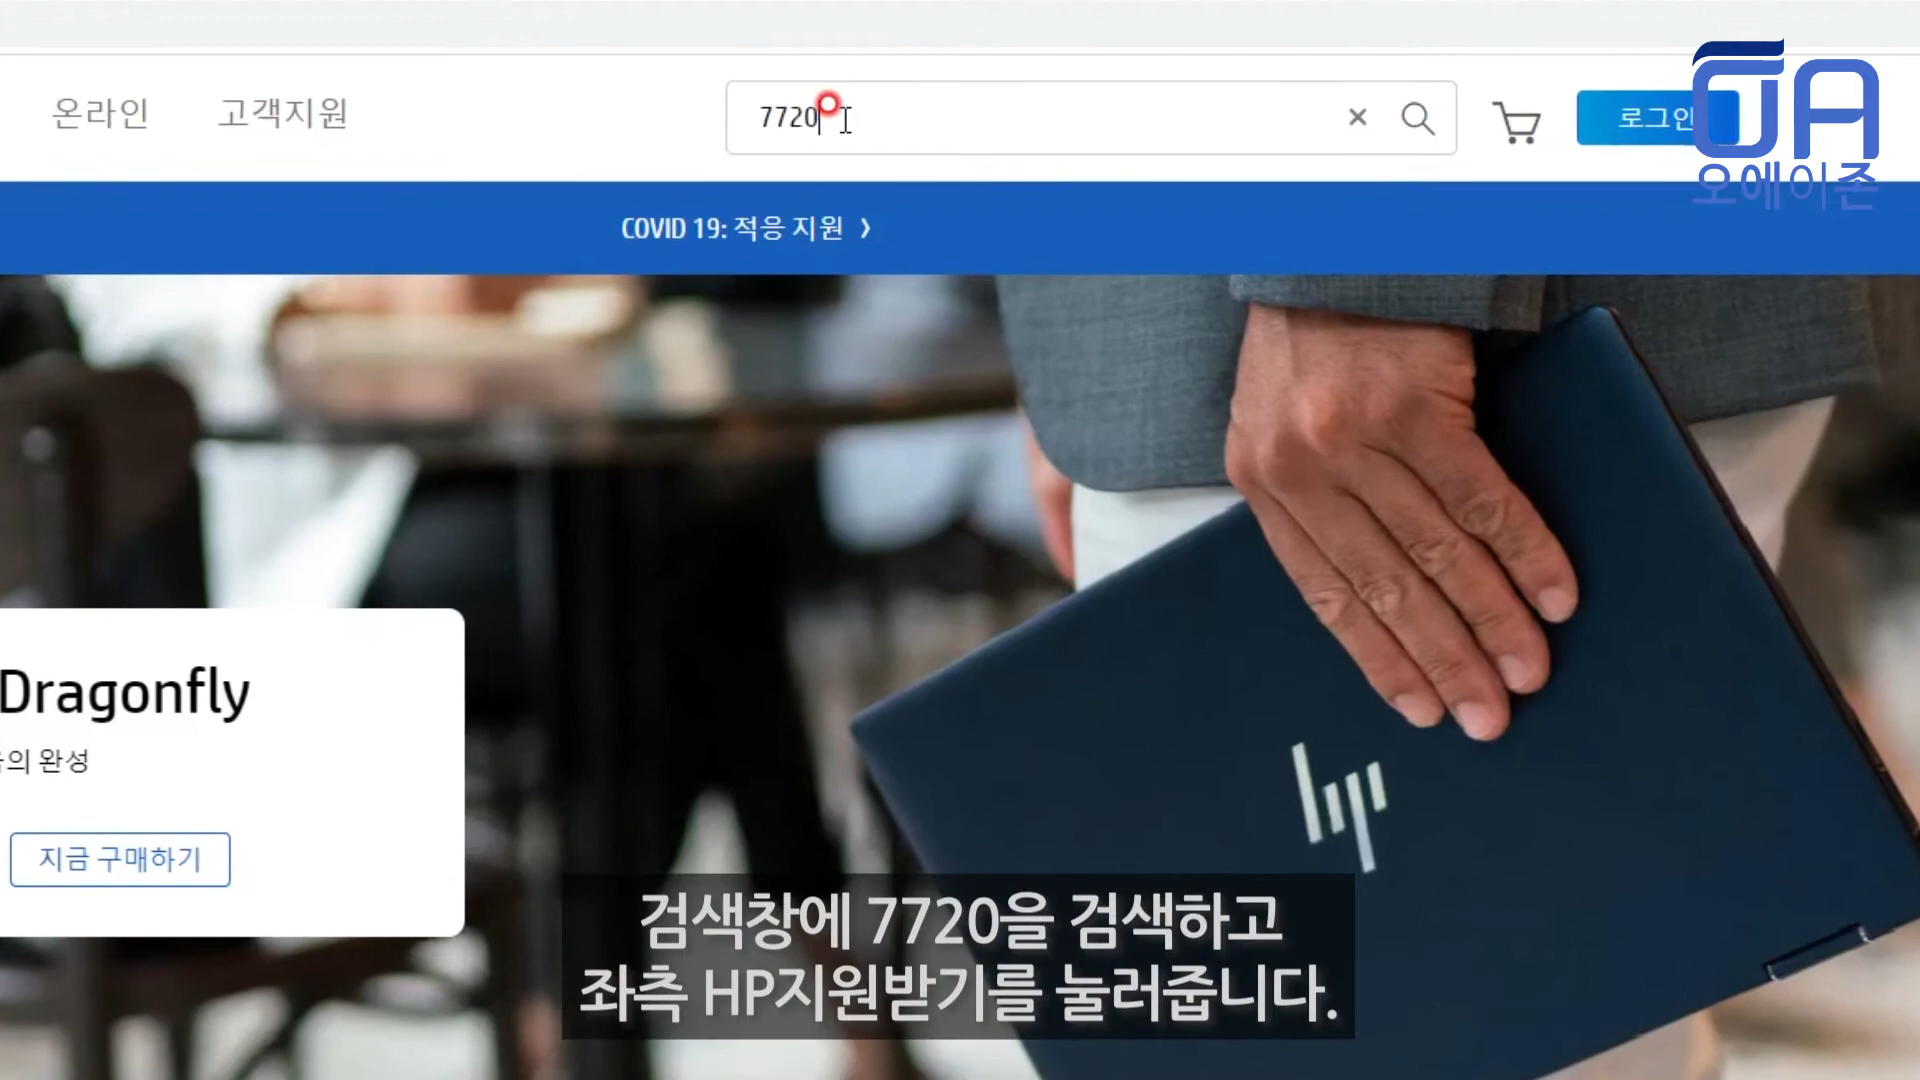 온라인
고객지원
7720
로그인
OA
오에이존
COVID 19: 적응 지원 ›
Dragonfly
의 완성
지금 구매하기
hp
검색창에 7720을 검색하고
좌측 HP지원받기를 눌러줍니다.